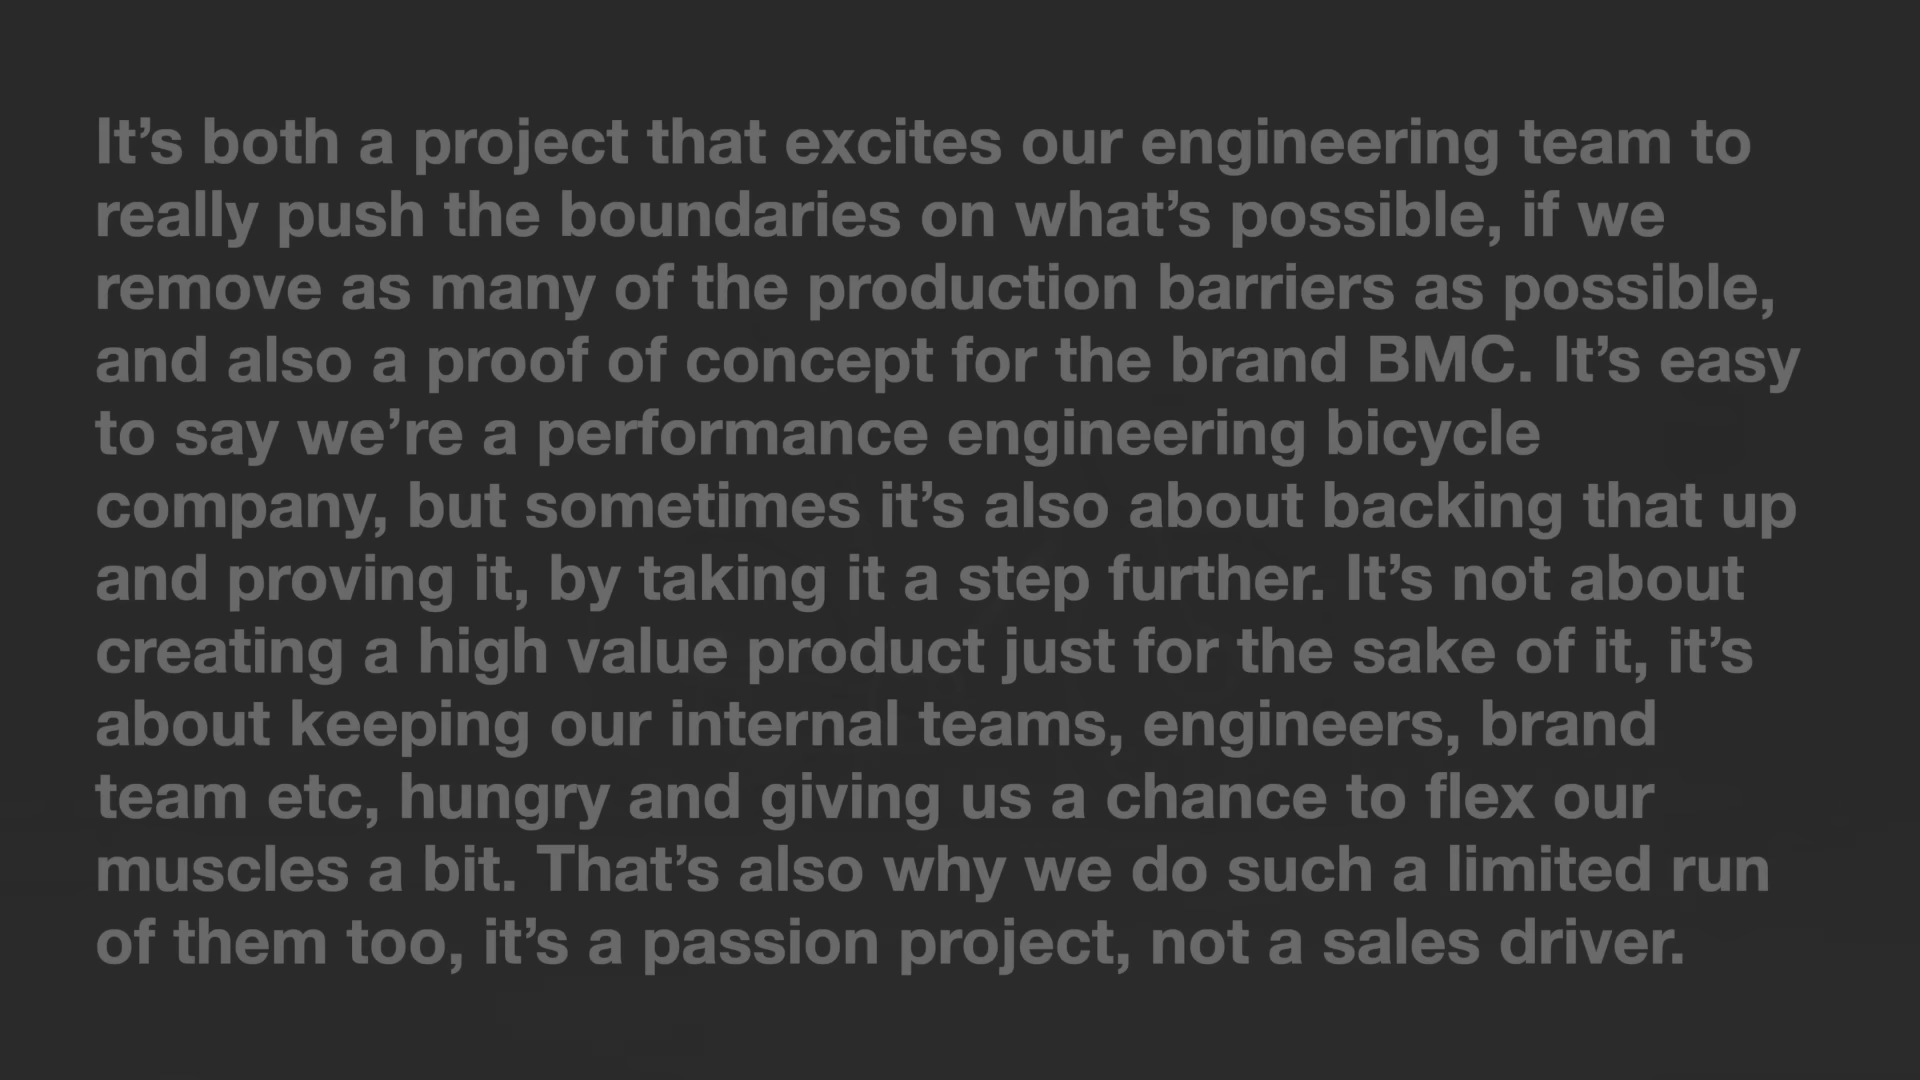 It’s both a project that excites our engineering team to
really push the boundaries on what’s possible, if we
remove as many of the production barriers as possible,
and also a proof of concept for the brand BMC. It’s easy
to say we’re a performance engineering bicycle
company, but sometimes it’s also about backing that up
and proving it, by taking it a step further. It’s not about
creating a high value product just for the sake of it, it’s
about keeping our internal teams, engineers, brand
team etc, hungry and giving us a chance to flex our
muscles a bit. That’s also why we do such a limited run
of them too, it’s a passion project, not a sales driver.